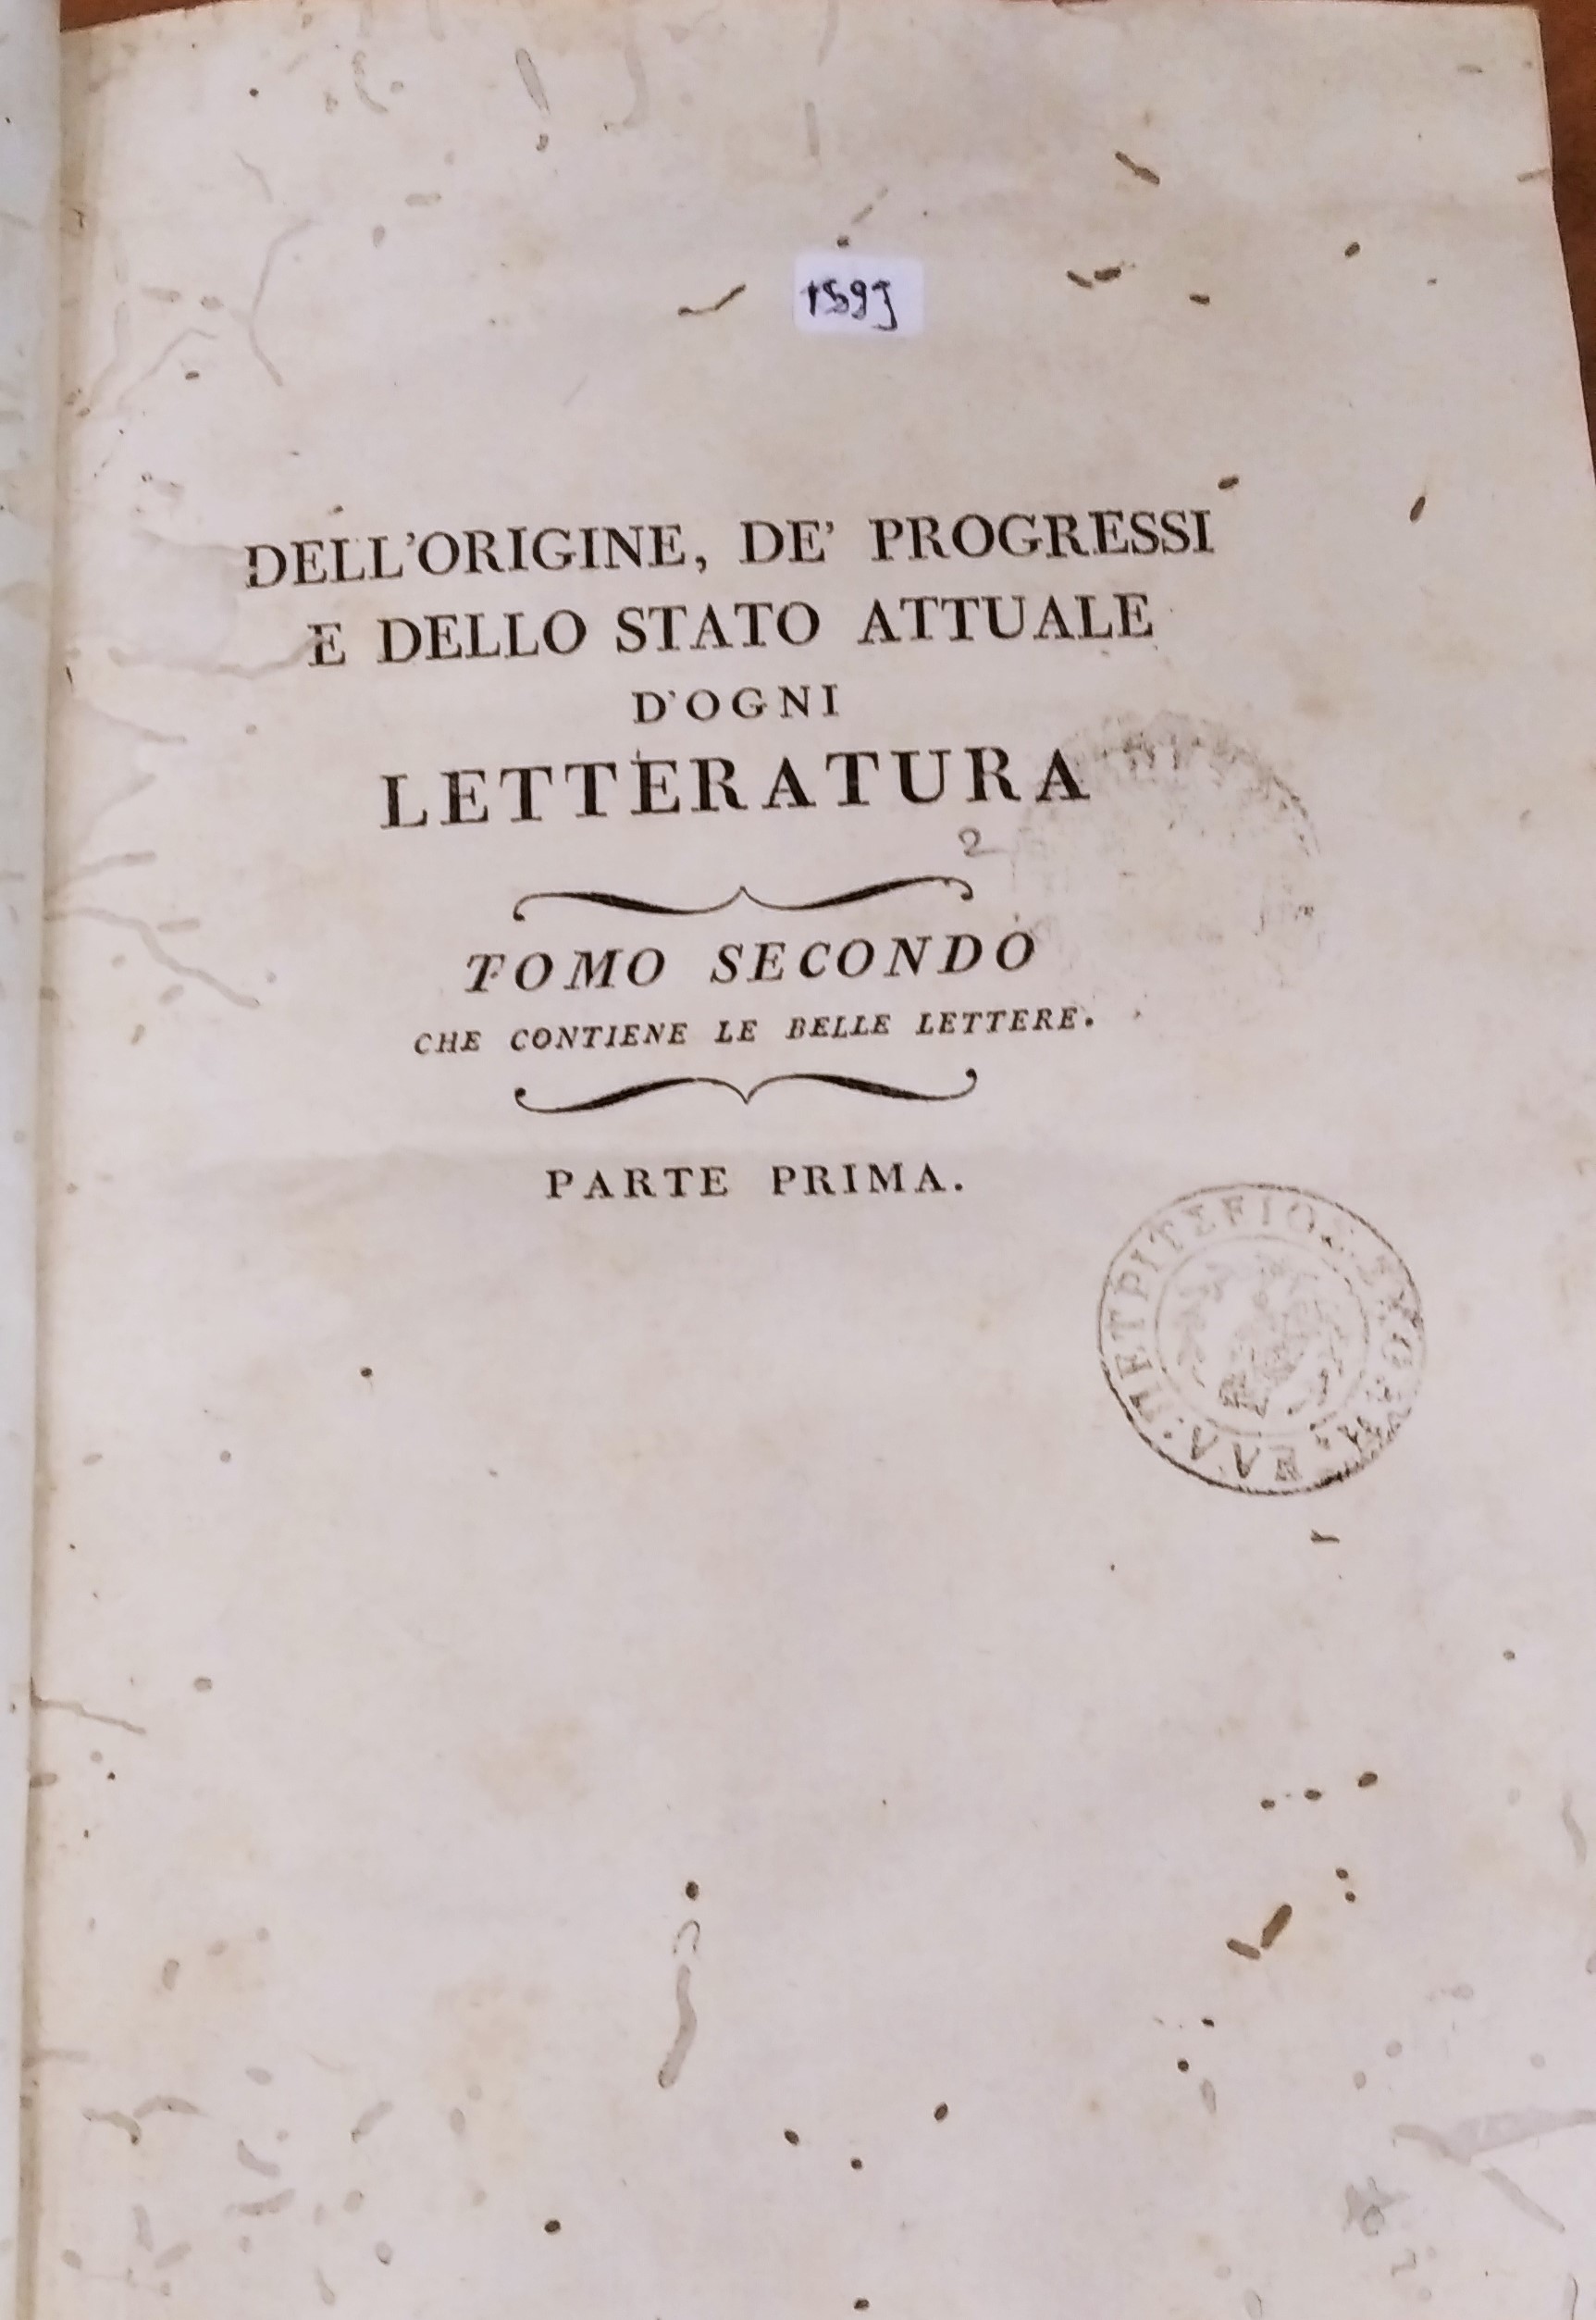 1593
DELL'ORIGINE, DE' PROGRESSI
E DELLO STATO ATTUALE
D'OGNI
LETTERATURA
2
TOMO SECONDO
CHE CONTIENE LE BELLE LETTERE.
PARTE PRIMA.